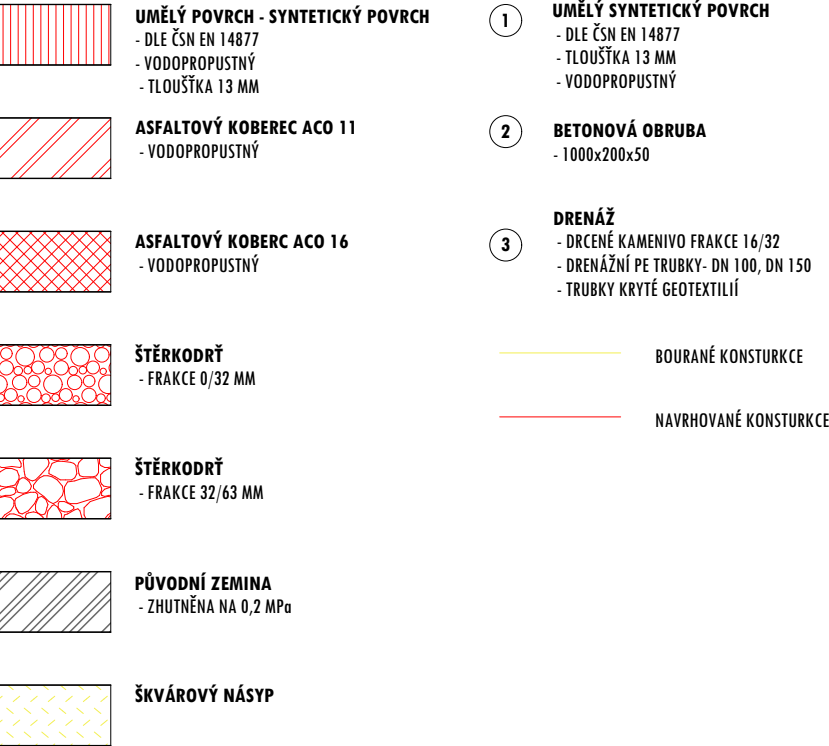 UMĚLÝ POVRCH - SYNTETICKÝ POVRCH
- DLE ČSN EN 14877
- VODOPROPUSTNÝ
- TLOUŠŤKA 13 MM
ASFALTOVÝ KOBEREC ACO 11
- VODOPROPUSTNÝ
ASFALTOVÝ KOBERC ACO 16
- VODOPROPUSTNÝ
ŠTĚRKODRŤ
- FRAKCE 0/32 MM
ŠTĚRKODRŤ
- FRAKCE 32/63 MM
PŮVODNÍ ZEMINA
- ZHUTNĚNA NA 0,2 MPa
ŠKVÁROVÝ NÁSYP
1
UMĚLÝ SYNTETICKÝ POVRCH
- DLE ČSN EN 14877
- TLOUŠŤKA 13 MM
- VODOPROPUSTNÝ
2
BETONOVÁ OBRUBA
- 1000x200x50
3
DRENÁŽ
- DRCENÉ KAMENIVO FRAKCE 16/32
- DRENÁŽNÍ PE TRUBKY- DN 100, DN 150
- TRUBKY KRYTÉ GEOTEXTILIÍ
BOURANÉ KONSTURKCE
NAVRHOVANÉ KONSTURKCE